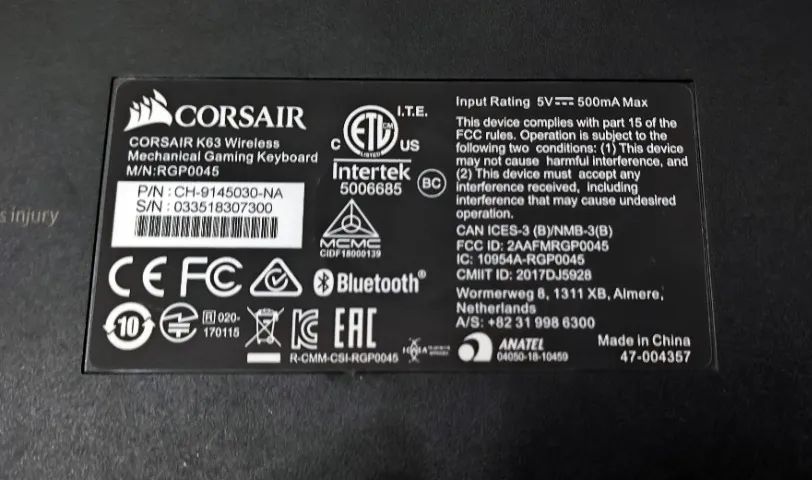 s injury
CORSAIR
CORSAIR K63 Wireless
Mechanical Gaming Keyboard
M/N:RGP0045
P/N : CH-9145030-NA
S/N : 033518307300
I.T.E.
C ETL CM US
LISTED
Intertek
5006685
BC
MCMC
CIDF18000139
CE FC
Bluetooth®
10
R 020-
170115
EAC
R-CMM-CSI-RGP0045
Input Rating 5V 500mA Max
This device complies with part 15 of the
FCC rules. Operation is subject to the
following two conditions: (1) This device
may not cause harmful interference, and
(2) This device must accept any
interference received, including
interference that may cause undesired
operation.
CAN ICES-3 (B)/NMB-3(B)
FCC ID: 2AAFMRGP0045
IC: 10954A-RGP0045
CMIIT ID: 2017DJ5928
Wormerweg 8, 1311 XB, Almere,
Netherlands
A/S: +82 31 998 6300
ANATEL
04050-18-10459
Made in China
47-004357